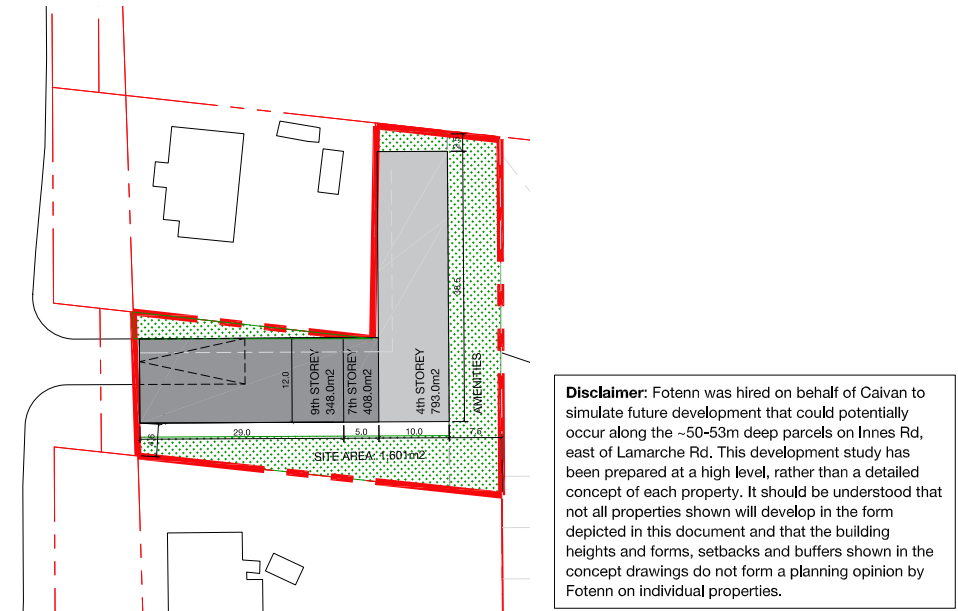 2.5
38.5
12.0
9th STOREY
348.0m2
7th STOREY
408.0m2
4th STOREY
793.0m2
AMENITIES
29.0
5.0
10.0
7.5
SITE AREA: 1,601m2
Disclaimer: Fotenn was hired on behalf of Caivan to
simulate future development that could potentially
occur along the ~50-53m deep parcels on Innes Rd,
east of Lamarche Rd. This development study has
been prepared at a high level, rather than a detailed
concept of each property. It should be understood that
not all properties shown will develop in the form
depicted in this document and that the building
heights and forms, setbacks and buffers shown in the
concept drawings do not form a planning opinion by
Fotenn on individual properties.